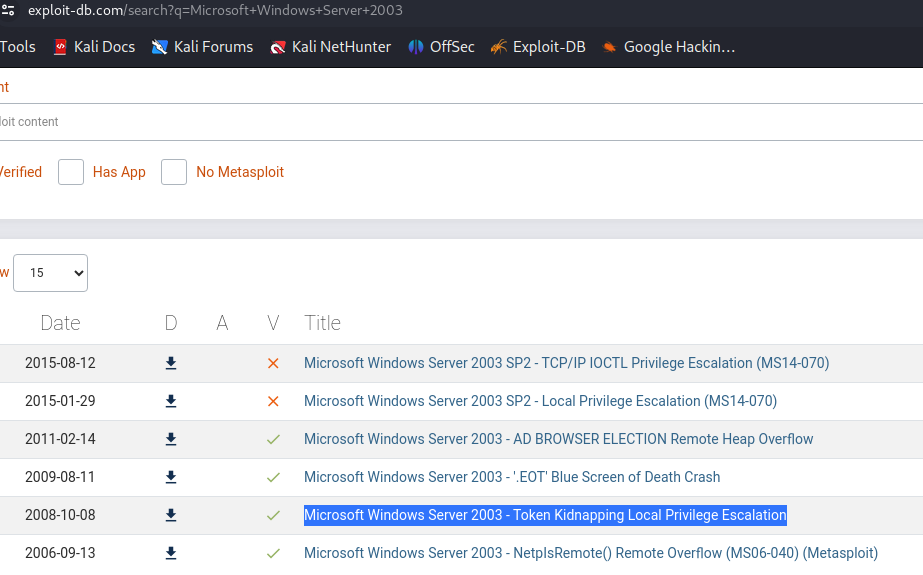 exploit-db.com/search?q=Microsoft+Windows+Server+2003
Tools Kali Docs Kali Forums Kali NetHunter OffSec Exploit-DB Google Hackin…
nt
loit content
Verified Has App No Metasploit
w 15
Date D A V Title
2015-08-12 Microsoft Windows Server 2003 SP2 - TCP/IP IOCTL Privilege Escalation (MS14-070)
2015-01-29 Microsoft Windows Server 2003 SP2 - Local Privilege Escalation (MS14-070)
2011-02-14 Microsoft Windows Server 2003 - AD BROWSER ELECTION Remote Heap Overflow
2009-08-11 Microsoft Windows Server 2003 - '.EOT' Blue Screen of Death Crash
2008-10-08 Microsoft Windows Server 2003 - Token Kidnapping Local Privilege Escalation
2006-09-13 Microsoft Windows Server 2003 - NetpIsRemote() Remote Overflow (MS06-040) (Metasploit)